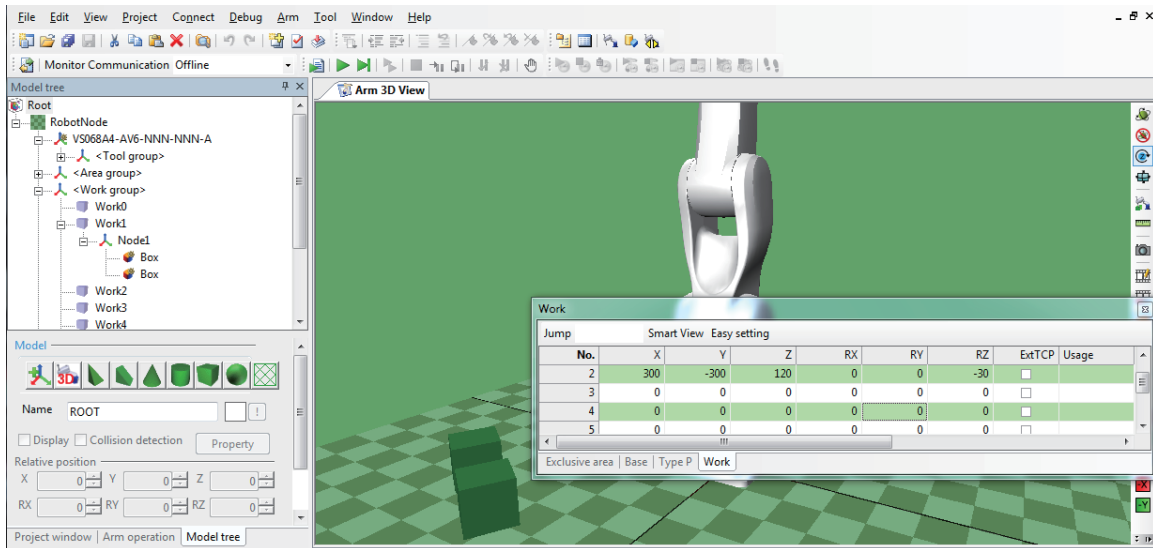 File Edit View Project Connect Debug Arm Tool Window Help
Monitor Communication Offline
Model tree
Root
RobotNode
VS068A4-AV6-NNN-NNN-A
<Tool group>
<Area group>
<Work group>
Work0
Work1
Node1
Box
Box
Work2
Work3
Work4
Model
3D
Name ROOT !
Display Collision detection Property
Relative position
X 0 Y 0 Z 0
RX 0 RY 0 RZ 0
Project window Arm operation Model tree
Arm 3D View
Work
Jump Smart View Easy setting
No. X Y Z RX RY RZ ExtTCP Usage
2 300 -300 120 0 0 -30
3 0 0 0 0 0 0
4 0 0 0 0 0 0
5 0 0 0 0 0 0
Exclusive area Base Type P Work
-X
-Y